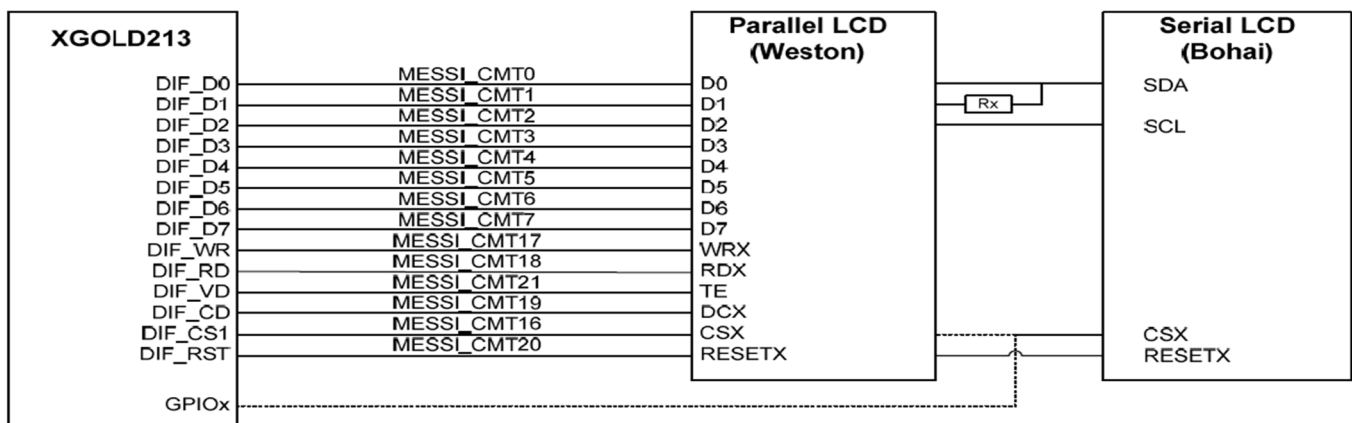 XGOLD213
DIF_D0
DIF_D1
DIF_D2
DIF_D3
DIF_D4
DIF_D5
DIF_D6
DIF_D7
DIF_WR
DIF_RD
DIF_VD
DIF_CD
DIF_CS1
DIF_RST
GPIOx
MESSI_CMT0
MESSI_CMT1
MESSI_CMT2
MESSI_CMT3
MESSI_CMT4
MESSI_CMT5
MESSI_CMT6
MESSI_CMT7
MESSI_CMT17
MESSI_CMT18
MESSI_CMT21
MESSI_CMT19
MESSI_CMT16
MESSI_CMT20
Parallel LCD
(Weston)
D0
D1
D2
D3
D4
D5
D6
D7
WRX
RDX
TE
DCX
CSX
RESETX
Rx
Serial LCD
(Bohai)
SDA
SCL
CSX
RESETX